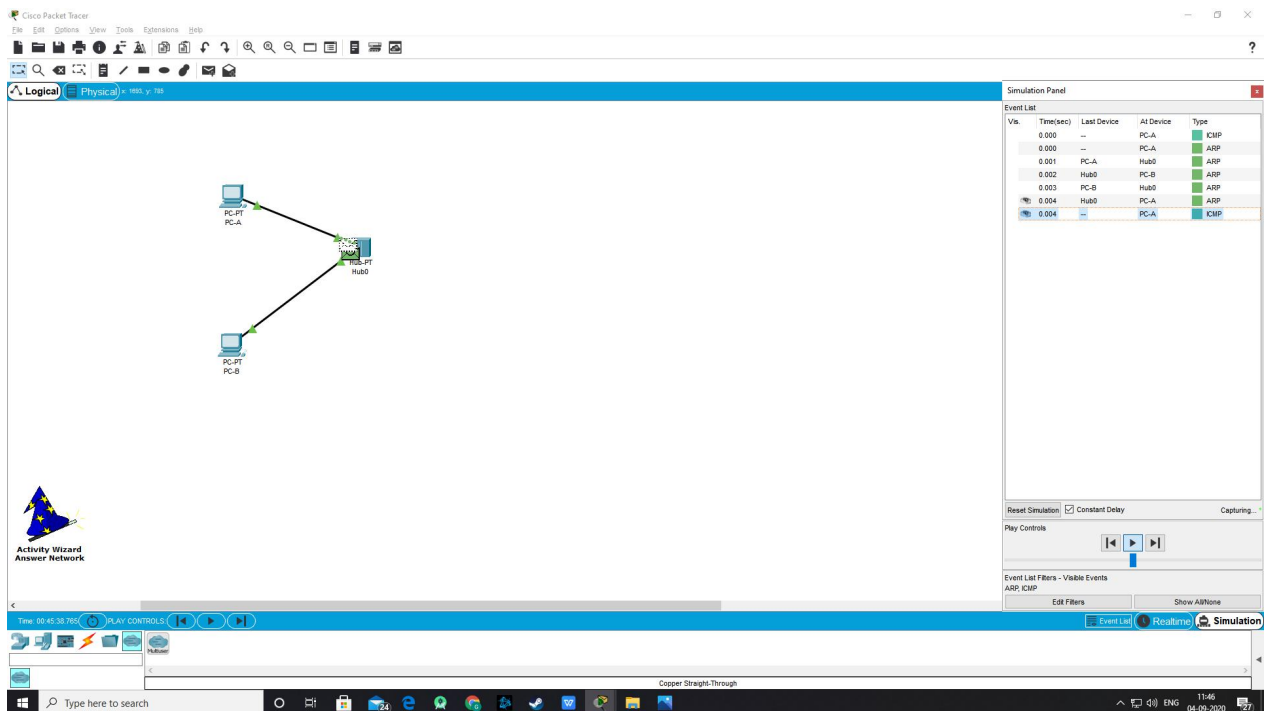 Cisco Packet Tracer
File Edit Options View Tools Extensions Help
?
Logical Physical x: 1693, y: 785
Simulation Panel
Event List
Vis. Time(sec) Last Device At Device Type
0.000 -- PC-A ICMP
0.000 -- PC-A ARP
0.001 PC-A Hub0 ARP
0.002 Hub0 PC-B ARP
0.003 PC-B Hub0 ARP
0.004 Hub0 PC-A ARP
0.004 -- PC-A ICMP
PC-PT
PC-A
Hub-PT
Hub0
PC-PT
PC-B
Activity Wizard
Answer Network
Reset Simulation Constant Delay Capturing...
Play Controls
Event List Filters - Visible Events
ARP, ICMP
Edit Filters Show All/None
Time: 00:45:38.765 PLAY CONTROLS: Event List Realtime Simulation
Multiuser
Copper Straight-Through
Type here to search
24
ENG
11:46
04-09-2020
27